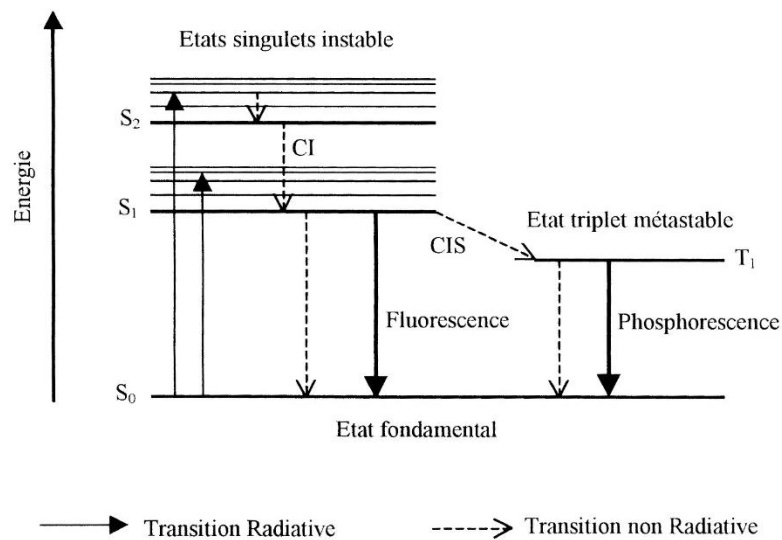 Etats singulets instable
S2
CI
Energie
S1
Etat triplet métastable
CIS
T1
Fluorescence
Phosphorescence
S0
Etat fondamental
Transition Radiative
Transition non Radiative